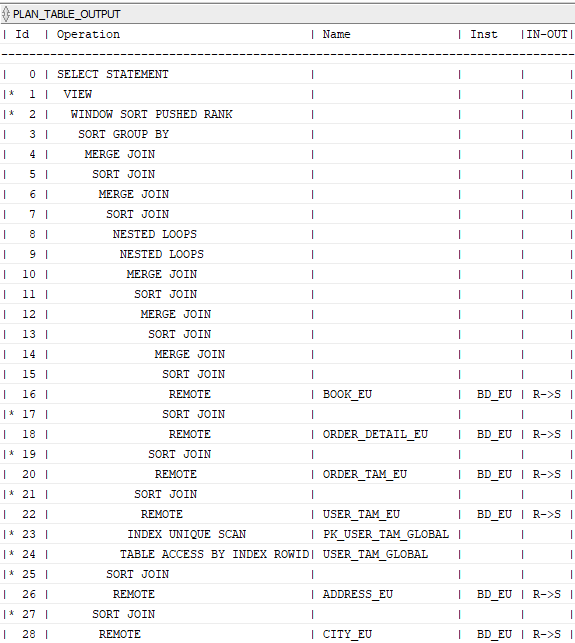 PLAN_TABLE_OUTPUT
| Id | Operation | Name | Inst |IN-OUT|
--------------------------------------------------------------------------------
| 0 | SELECT STATEMENT | | | |
|* 1 | VIEW | | | |
|* 2 | WINDOW SORT PUSHED RANK | | | |
| 3 | SORT GROUP BY | | | |
| 4 | MERGE JOIN | | | |
| 5 | SORT JOIN | | | |
| 6 | MERGE JOIN | | | |
| 7 | SORT JOIN | | | |
| 8 | NESTED LOOPS | | | |
| 9 | NESTED LOOPS | | | |
| 10 | MERGE JOIN | | | |
| 11 | SORT JOIN | | | |
| 12 | MERGE JOIN | | | |
| 13 | SORT JOIN | | | |
| 14 | MERGE JOIN | | | |
| 15 | SORT JOIN | | | |
| 16 | REMOTE | BOOK_EU | BD_EU | R->S |
|* 17 | SORT JOIN | | | |
| 18 | REMOTE | ORDER_DETAIL_EU | BD_EU | R->S |
|* 19 | SORT JOIN | | | |
| 20 | REMOTE | ORDER_TAM_EU | BD_EU | R->S |
|* 21 | SORT JOIN | | | |
| 22 | REMOTE | USER_TAM_EU | BD_EU | R->S |
|* 23 | INDEX UNIQUE SCAN | PK_USER_TAM_GLOBAL | | |
|* 24 | TABLE ACCESS BY INDEX ROWID| USER_TAM_GLOBAL | | |
|* 25 | SORT JOIN | | | |
| 26 | REMOTE | ADDRESS_EU | BD_EU | R->S |
|* 27 | SORT JOIN | | | |
| 28 | REMOTE | CITY_EU | BD_EU | R->S |